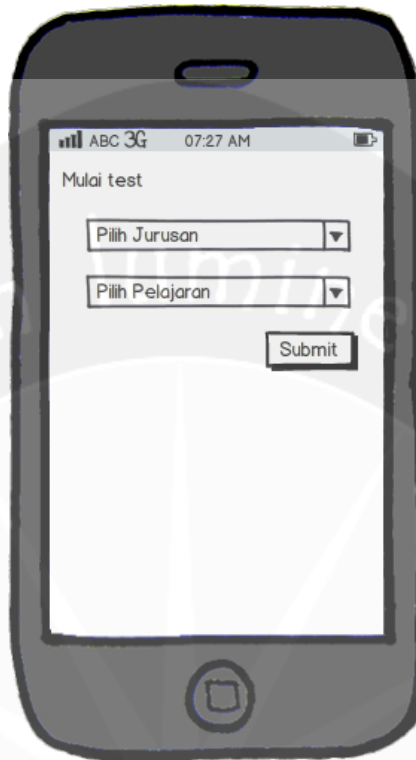 ABC 3G 07:27 AM
Mulai test
Pilih Jurusan
Pilih Pelajaran
Submit